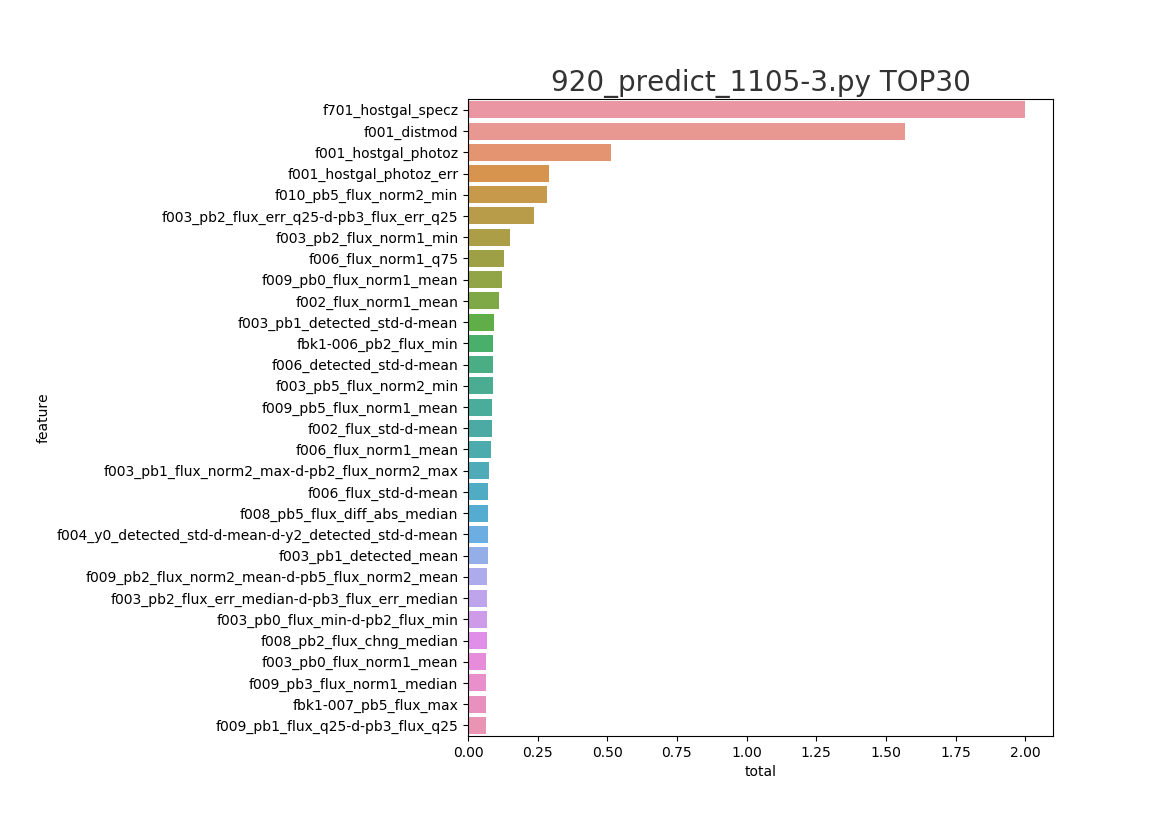 920_predict_1105-3.py TOP30
f701_hostgal_specz
f001_distmod
f001_hostgal_photoz
f001_hostgal_photoz_err
f010_pb5_flux_norm2_min
f003_pb2_flux_err_q25-d-pb3_flux_err_q25
f003_pb2_flux_norm1_min
f006_flux_norm1_q75
f009_pb0_flux_norm1_mean
f002_flux_norm1_mean
f003_pb1_detected_std-d-mean
fbk1-006_pb2_flux_min
f006_detected_std-d-mean
f003_pb5_flux_norm2_min
f009_pb5_flux_norm1_mean
f002_flux_std-d-mean
f006_flux_norm1_mean
f003_pb1_flux_norm2_max-d-pb2_flux_norm2_max
f006_flux_std-d-mean
f008_pb5_flux_diff_abs_median
f004_y0_detected_std-d-mean-d-y2_detected_std-d-mean
f003_pb1_detected_mean
f009_pb2_flux_norm2_mean-d-pb5_flux_norm2_mean
f003_pb2_flux_err_median-d-pb3_flux_err_median
f003_pb0_flux_min-d-pb2_flux_min
f008_pb2_flux_chng_median
f003_pb0_flux_norm1_mean
f009_pb3_flux_norm1_median
fbk1-007_pb5_flux_max
f009_pb1_flux_q25-d-pb3_flux_q25
feature
0.00 0.25 0.50 0.75 1.00 1.25 1.50 1.75 2.00
total